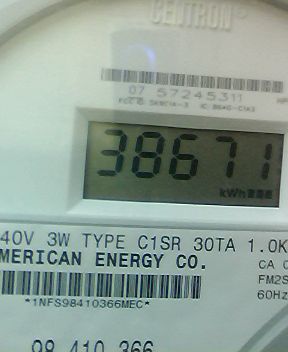 CENTRON®
07 57245311
38671
kWh
40V 3W TYPE C1SR 30TA 1.0K
MERICAN ENERGY CO.
CA 0
FM2S
60Hz
*1NFS98410366MEC*
98 410 366